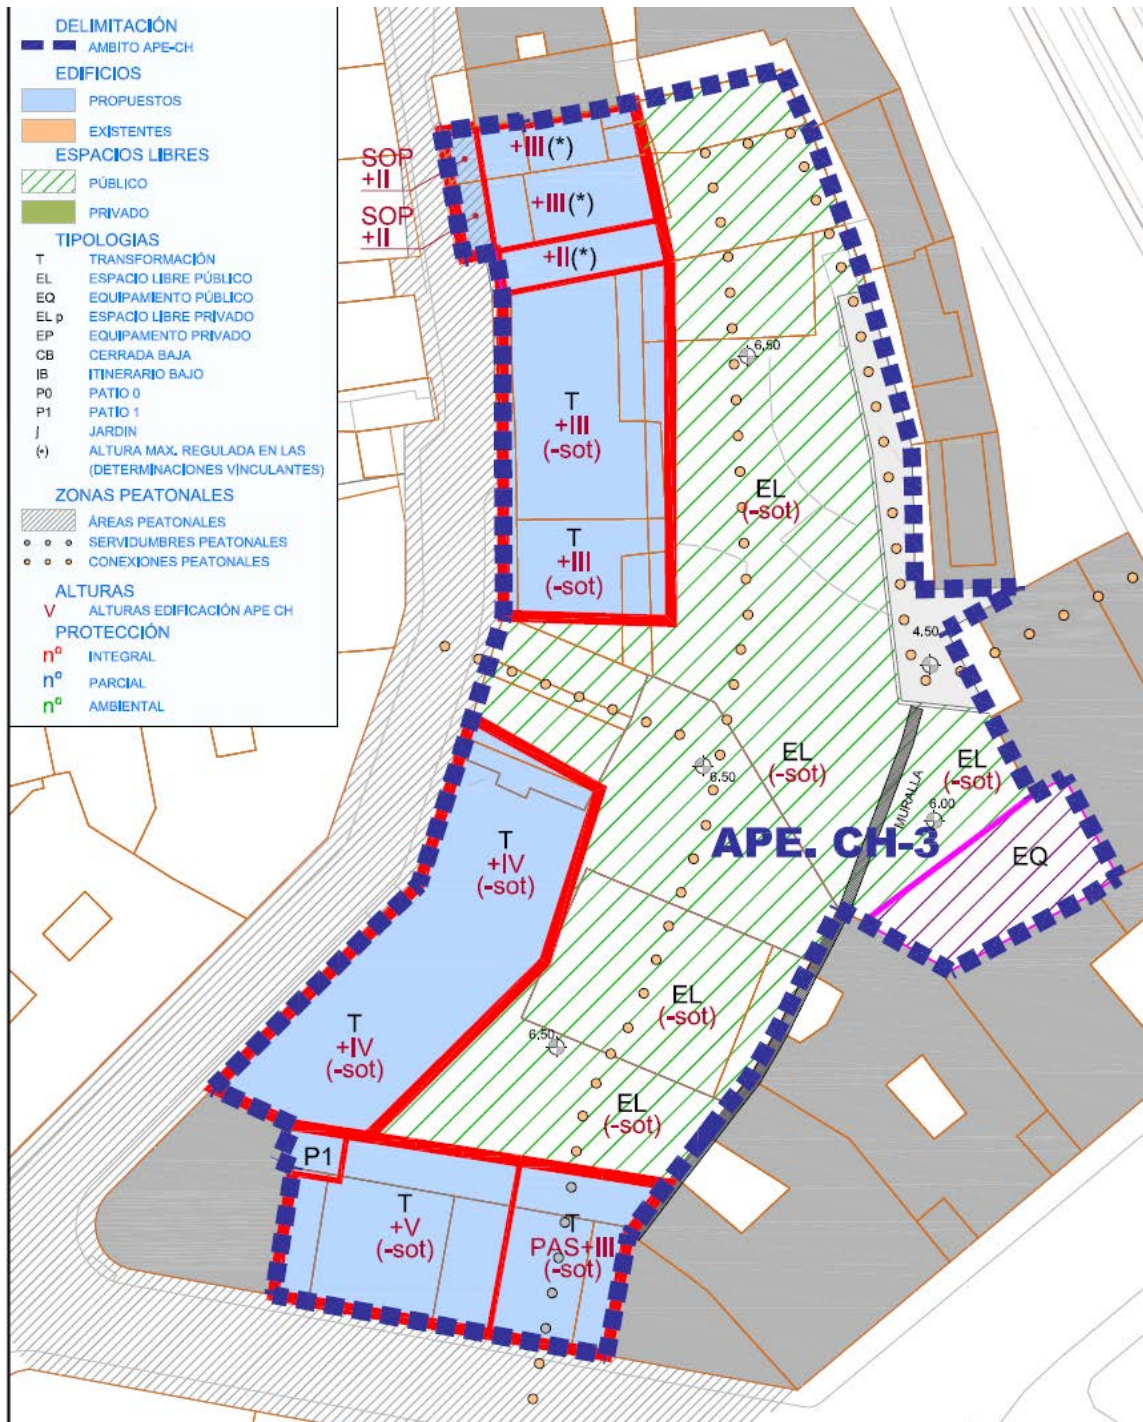 DELIMITACIÓN
AMBITO APE-CH
EDIFICIOS
PROPUESTOS
EXISTENTES
ESPACIOS LIBRES
PÚBLICO
PRIVADO
TIPOLOGIAS
T TRANSFORMACIÓN
EL ESPACIO LIBRE PÚBLICO
EQ EQUIPAMIENTO PÚBLICO
EL p ESPACIO LIBRE PRIVADO
EP EQUIPAMENTO PRIVADO
CB CERRADA BAJA
IB ITINERARIO BAJO
P0 PATIO 0
P1 PATIO 1
J JARDIN
(*) ALTURA MAX. REGULADA EN LAS
(DETERMINACIONES VINCULANTES)
ZONAS PEATONALES
ÁREAS PEATONALES
SERVIDUMBRES PEATONALES
CONEXIONES PEATONALES
ALTURAS
V ALTURAS EDIFICACIÓN APE CH
PROTECCIÓN
nº INTEGRAL
nº PARCIAL
nº AMBIENTAL
SOP
+II
SOP
+II
+III(*)
+III(*)
+II(*)
T
+III
(-sot)
T
+III
(-sot)
6,50
EL
(-sot)
4.50
EL
(-sot)
6.50
EL
(-sot)
6.00
MURALLA
APE. CH-3
EQ
T
+IV
(-sot)
T
+IV
(-sot)
EL
(-sot)
6.50
EL
(-sot)
P1
T
+V
(-sot)
T
PAS+III
(-sot)